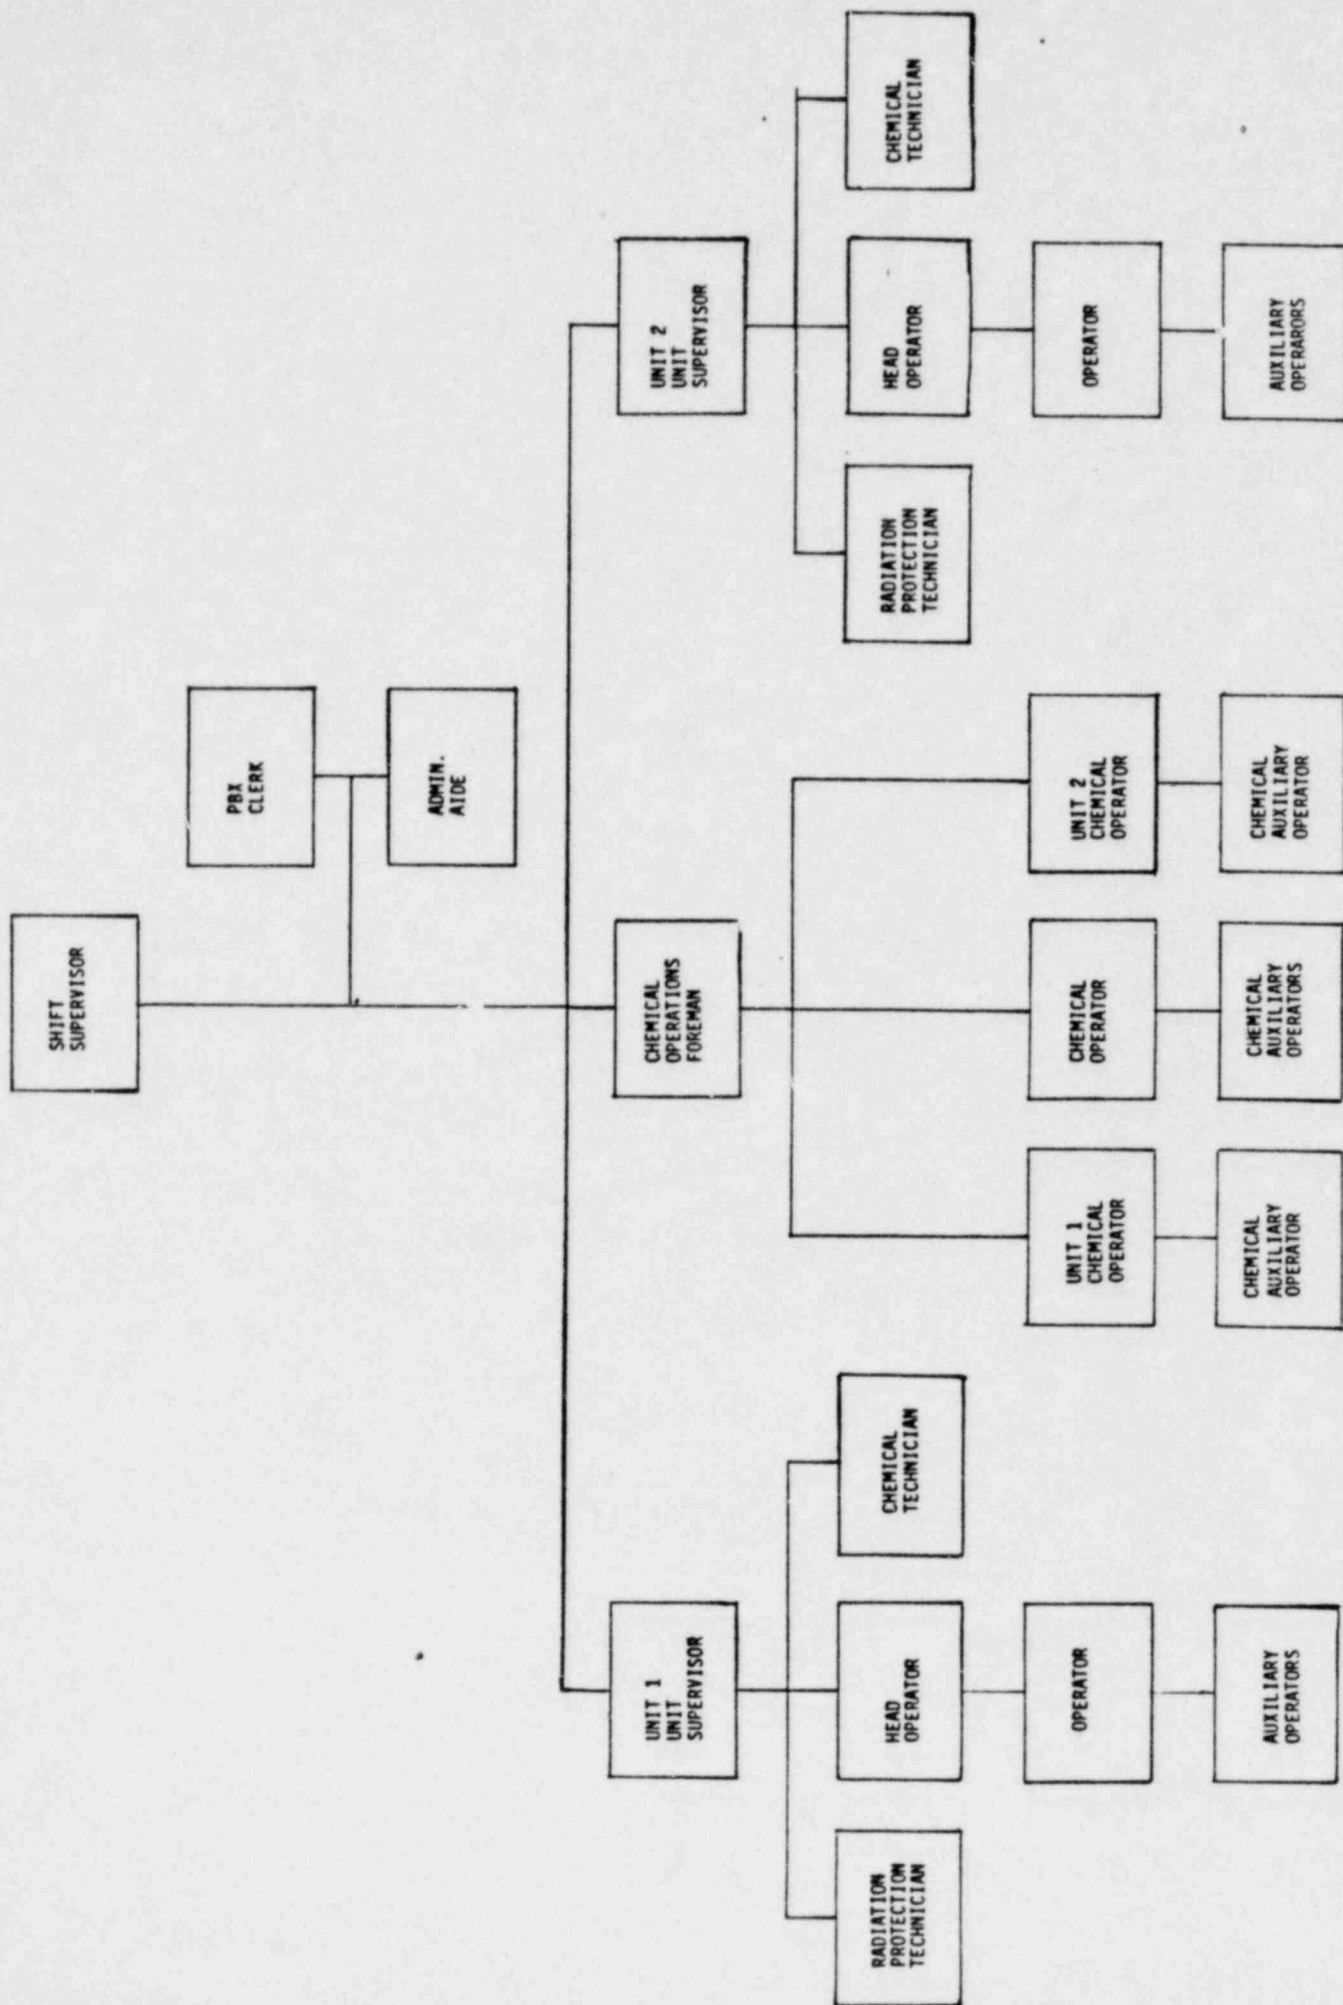 SHIFT
SUPERVISOR
PBX
CLERK
ADMIN.
AIDE
UNIT 1
UNIT
SUPERVISOR
CHEMICAL
OPERATIONS
FOREMAN
UNIT 2
UNIT
SUPERVISOR
RADIATION
PROTECTION
TECHNICIAN
HEAD
OPERATOR
CHEMICAL
TECHNICIAN
RADIATION
PROTECTION
TECHNICIAN
HEAD
OPERATOR
CHEMICAL
TECHNICIAN
OPERATOR
UNIT 1
CHEMICAL
OPERATOR
CHEMICAL
OPERATOR
UNIT 2
CHEMICAL
OPERATOR
OPERATOR
AUXILIARY
OPERATORS
CHEMICAL
AUXILIARY
OPERATOR
CHEMICAL
AUXILIARY
OPERATORS
CHEMICAL
AUXILIARY
OPERATOR
AUXILIARY
OPERARORS